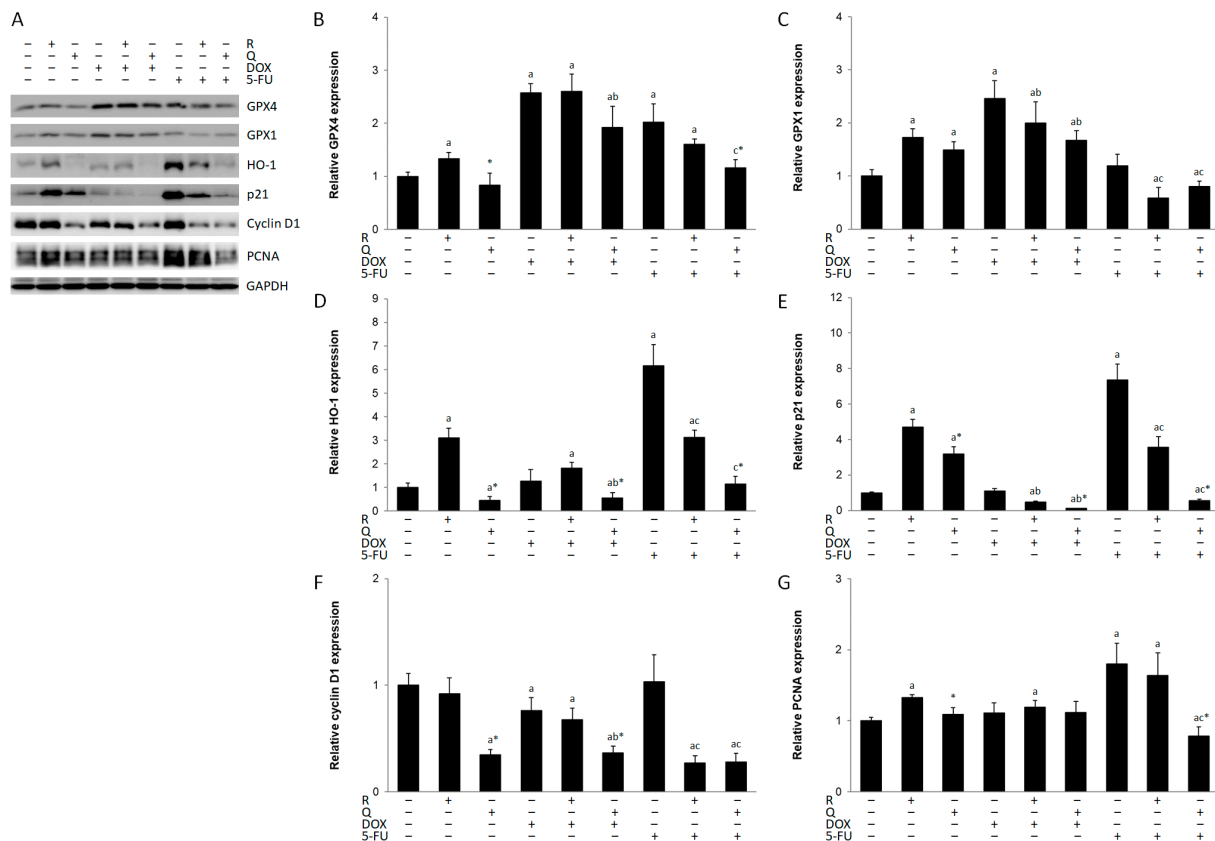 A
– + – – + – – + – R
– – + – – + – – + Q
– – – + + + – – – DOX
– – – – – – + + + 5-FU
GPX4
GPX1
HO-1
p21
Cyclin D1
PCNA
GAPDH
B
Relative GPX4 expression
4
3
2
1
0
a * a a ab a a c*
R – + – – + – – + –
Q – – + – – + – – +
DOX – – – + + + – – –
5-FU – – – – – – + + +
C
Relative GPX1 expression
4
3
2
1
0
a a a a ab ac ac
R – + – – + – – + –
Q – – + – – + – – +
DOX – – – + + + – – –
5-FU – – – – – – + + +
D
Relative HO-1 expression
9
8
7
6
5
4
3
2
1
0
a a* a ab* a ac c*
R – + – – + – – + –
Q – – + – – + – – +
DOX – – – + + + – – –
5-FU – – – – – – + + +
E
Relative p21 expression
12
10
8
6
4
2
0
a a* ab ab* a ac ac*
R – + – – + – – + –
Q – – + – – + – – +
DOX – – – + + + – – –
5-FU – – – – – – + + +
F
Relative cyclin D1 expression
2
1
0
a* a a ab* ac ac
R – + – – + – – + –
Q – – + – – + – – +
DOX – – – + + + – – –
5-FU – – – – – – + + +
G
Relative PCNA expression
3
2
1
0
a * a a a ac*
R – + – – + – – + –
Q – – + – – + – – +
DOX – – – + + + – – –
5-FU – – – – – – + + +